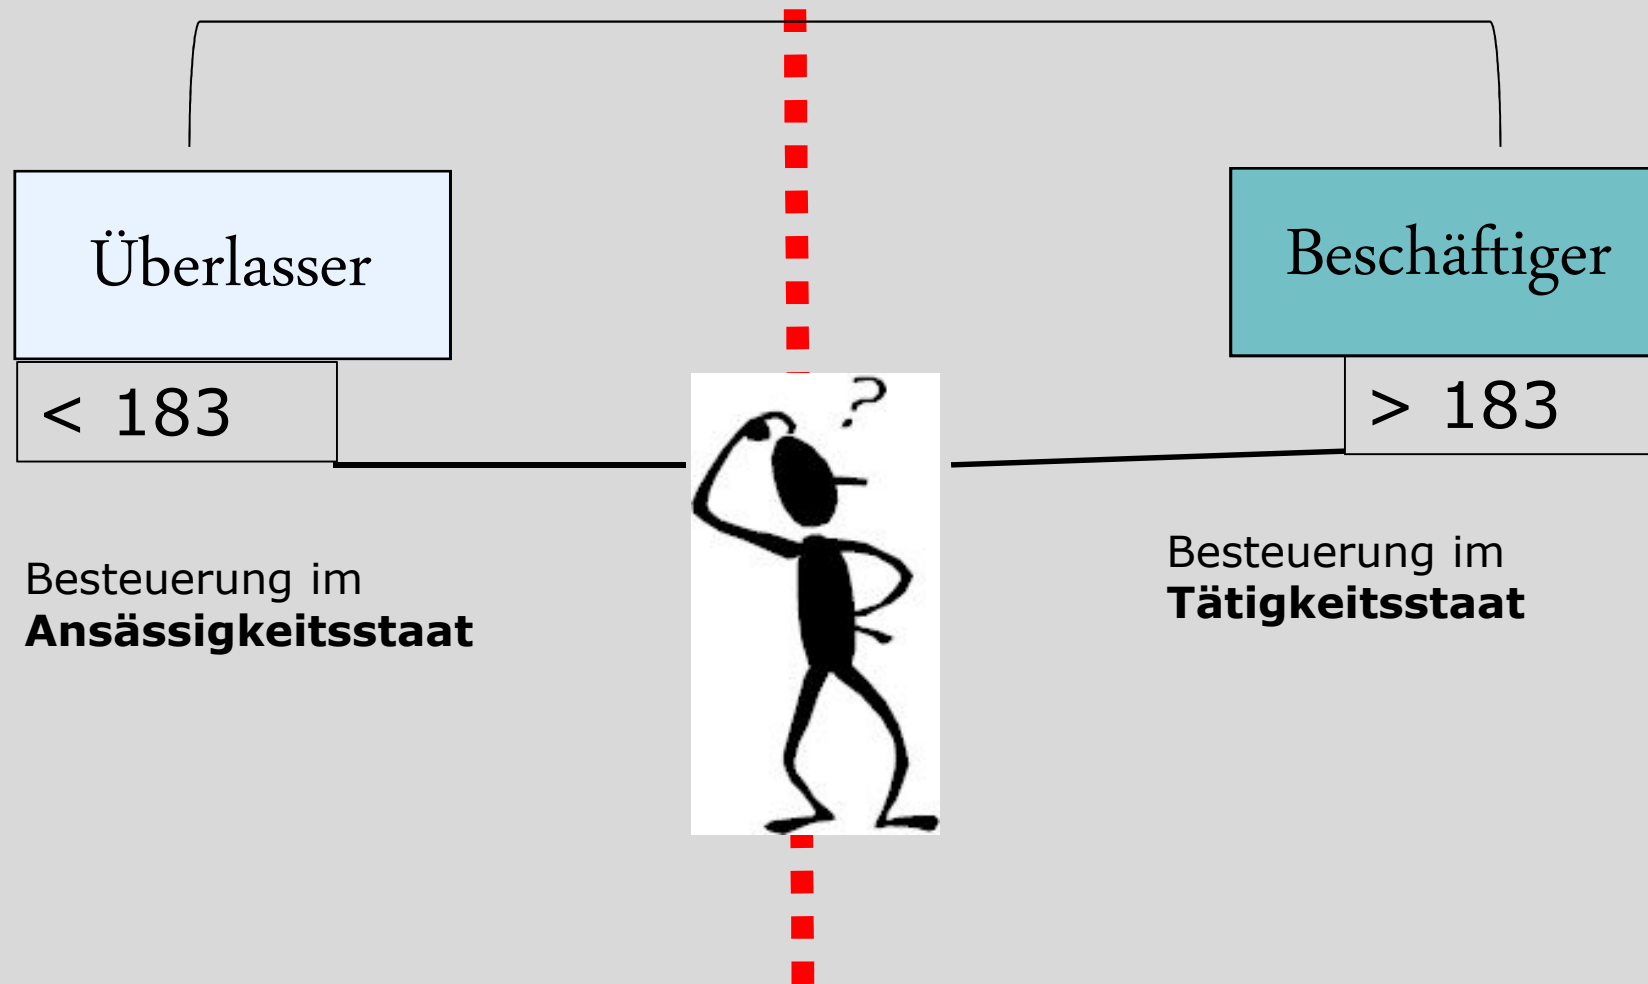 Überlasser
Beschäftiger
< 183
> 183
?
Besteuerung im
Ansässigkeitsstaat
Besteuerung im
Tätigkeitsstaat